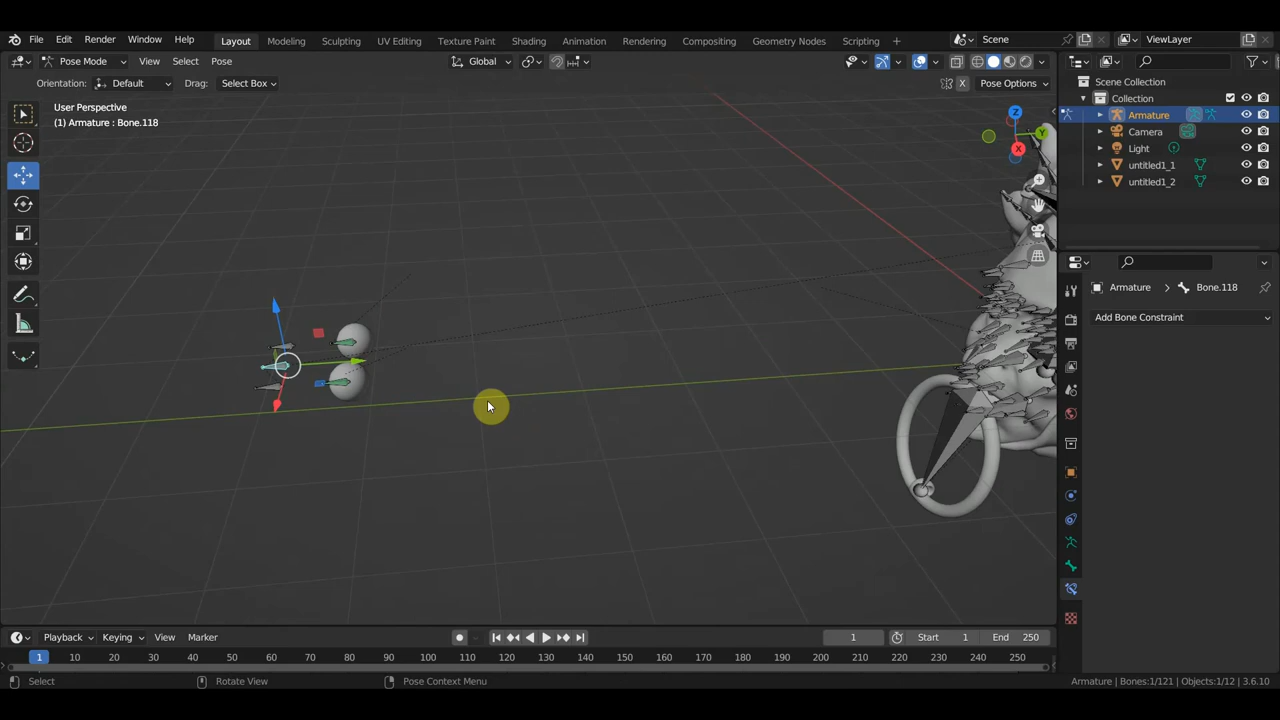 File Edit Render Window Help Layout Modeling Sculpting UV Editing Texture Paint Shading Animation Rendering Compositing Geometry Nodes Scripting Scene ViewLayer
Pose Mode View Select Pose Global
Orientation: Default Drag: Select Box X Pose Options
User Perspective
(1) Armature : Bone.118
Z
Y
X
Scene Collection
Collection
Armature
Camera
Light
untitled1_1
untitled1_2
Armature > Bone.118
Add Bone Constraint
Playback Keying View Marker 1 Start 1 End 250
1 10 20 30 40 50 60 70 80 90 100 110 120 130 140 150 160 170 180 190 200 210 220 230 240 250
Select Rotate View Pose Context Menu Armature | Bones:1/121 | Objects:1/12 | 3.6.10